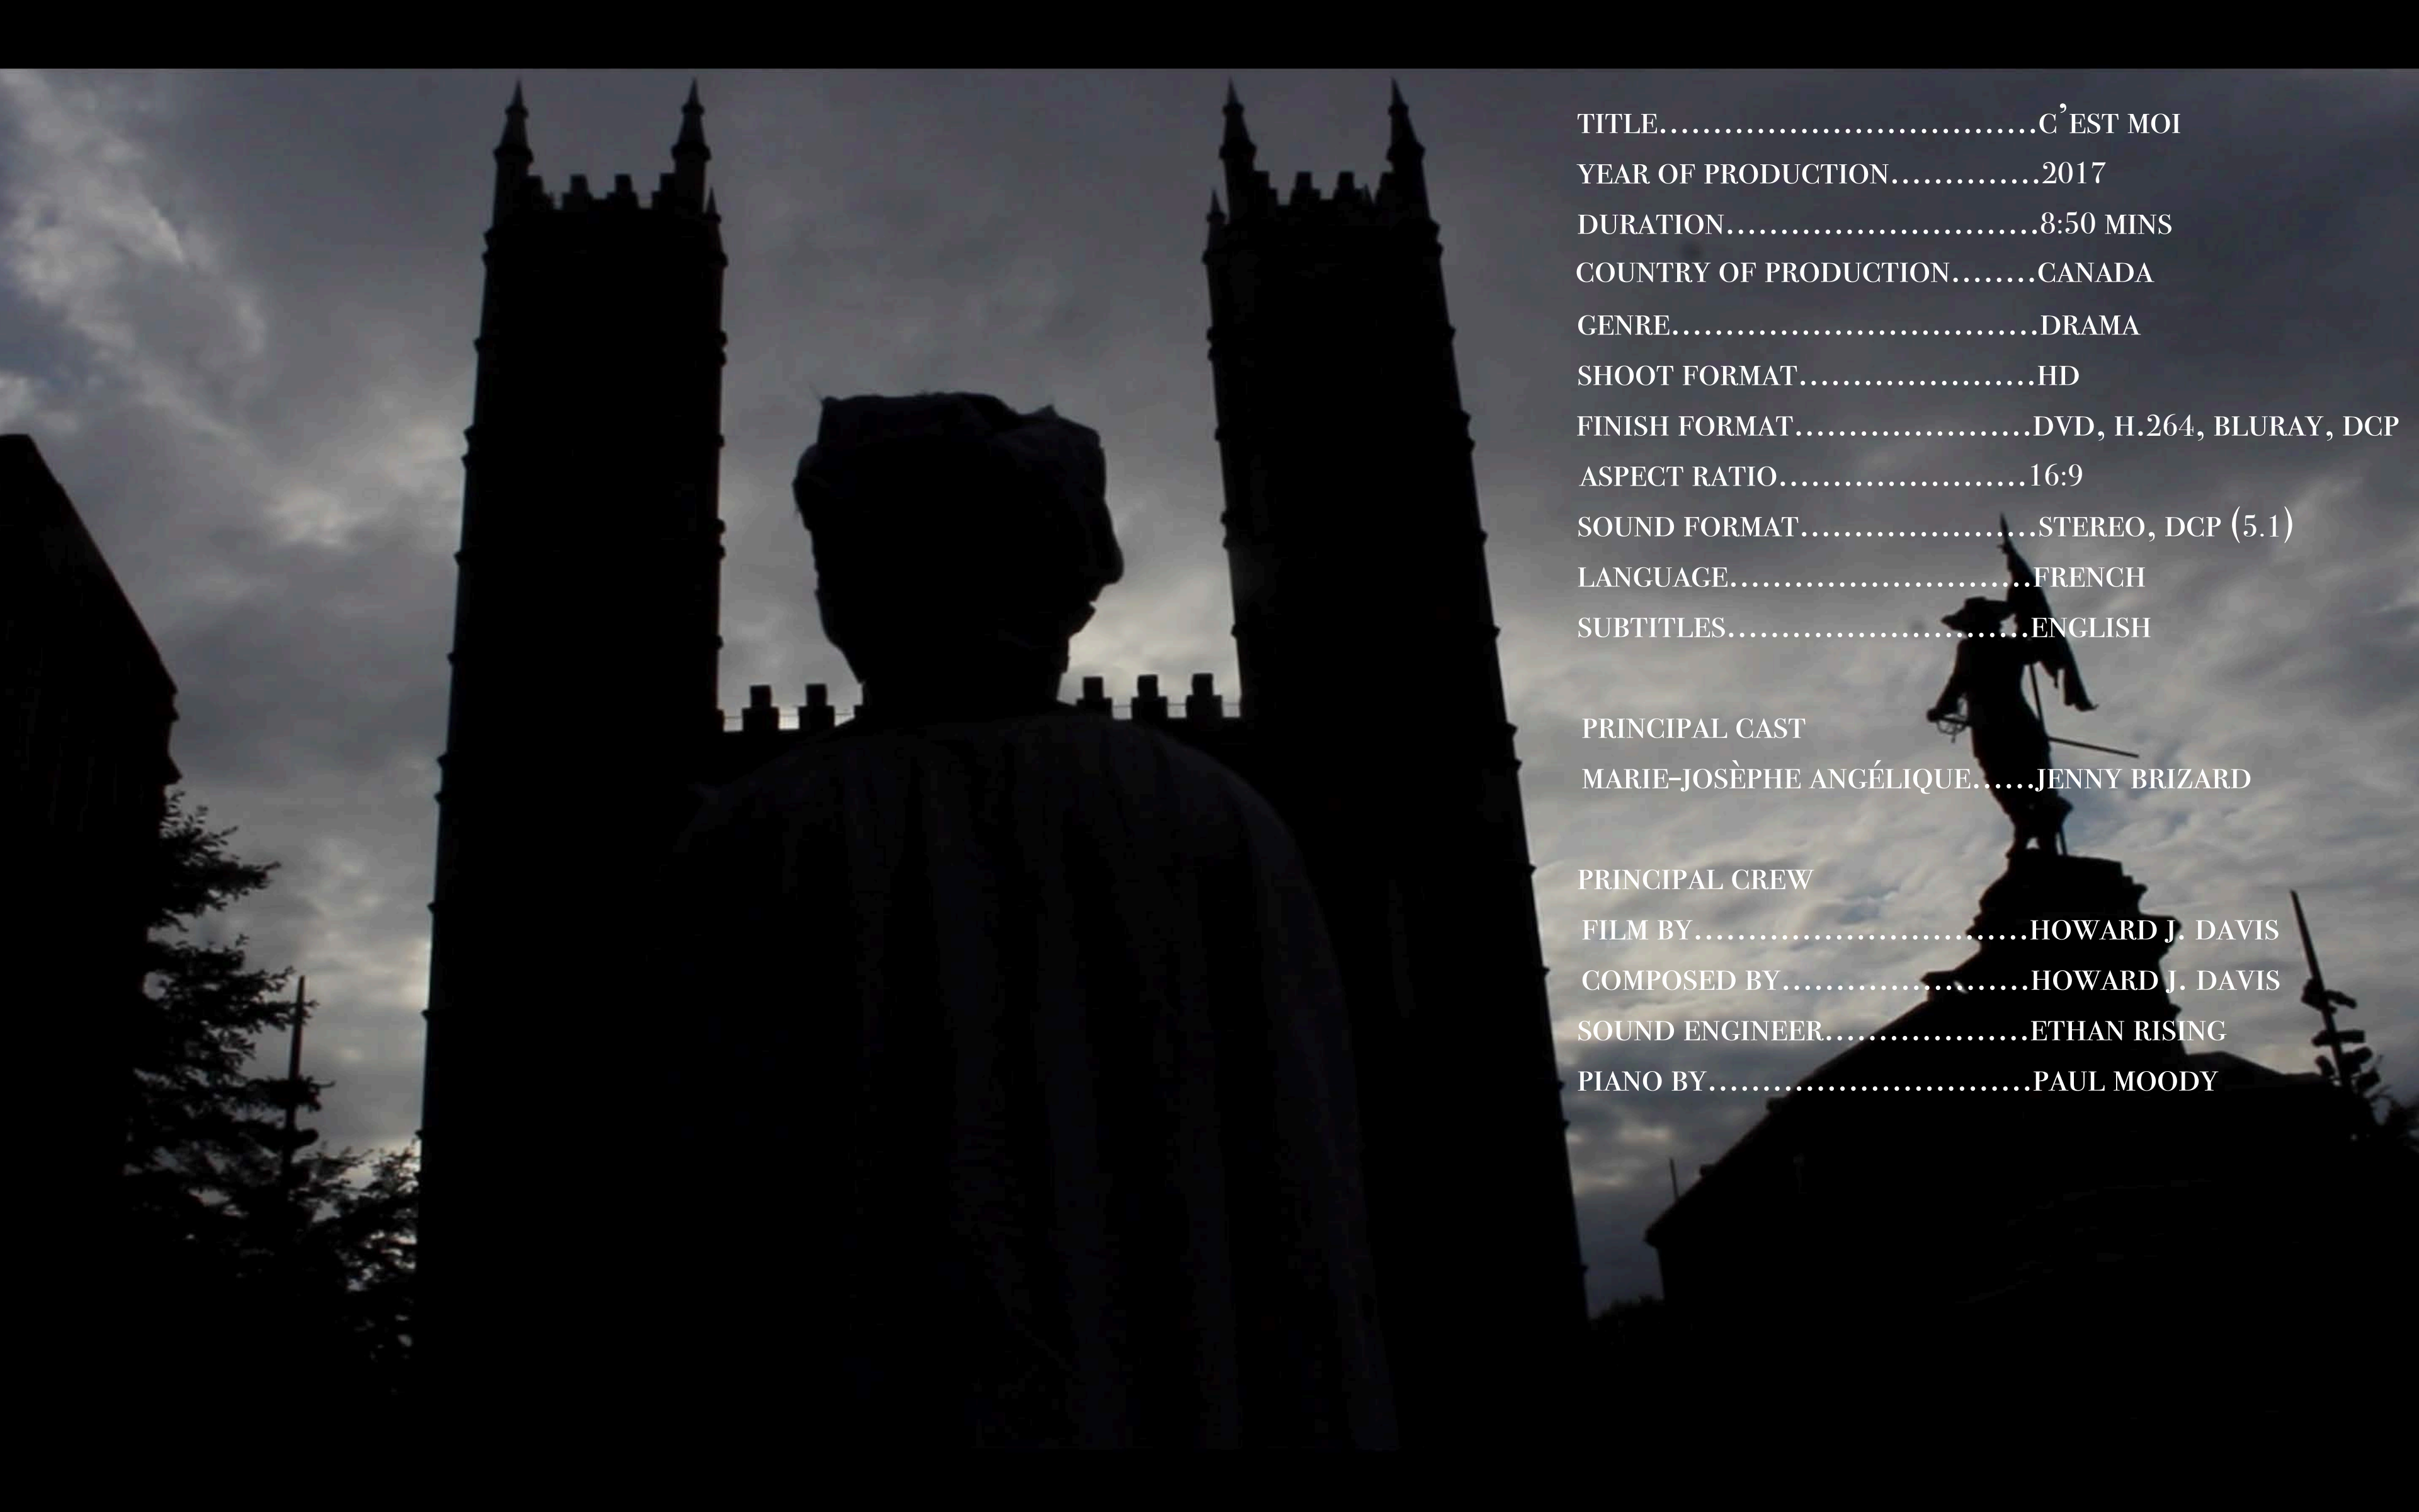 TITLE...................................C'EST MOI
YEAR OF PRODUCTION..............2017
DURATION.............................8:50 MINS
COUNTRY OF PRODUCTION........CANADA
GENRE..................................DRAMA
SHOOT FORMAT......................HD
FINISH FORMAT......................DVD, H.264, BLURAY, DCP
ASPECT RATIO.......................16:9
SOUND FORMAT......................STEREO, DCP (5.1)
LANGUAGE............................FRENCH
SUBTITLES............................ENGLISH
PRINCIPAL CAST
MARIE-JOSÈPHE ANGÉLIQUE......JENNY BRIZARD
PRINCIPAL CREW
FILM BY...............................HOWARD J. DAVIS
COMPOSED BY.......................HOWARD J. DAVIS
SOUND ENGINEER...................ETHAN RISING
PIANO BY..............................PAUL MOODY